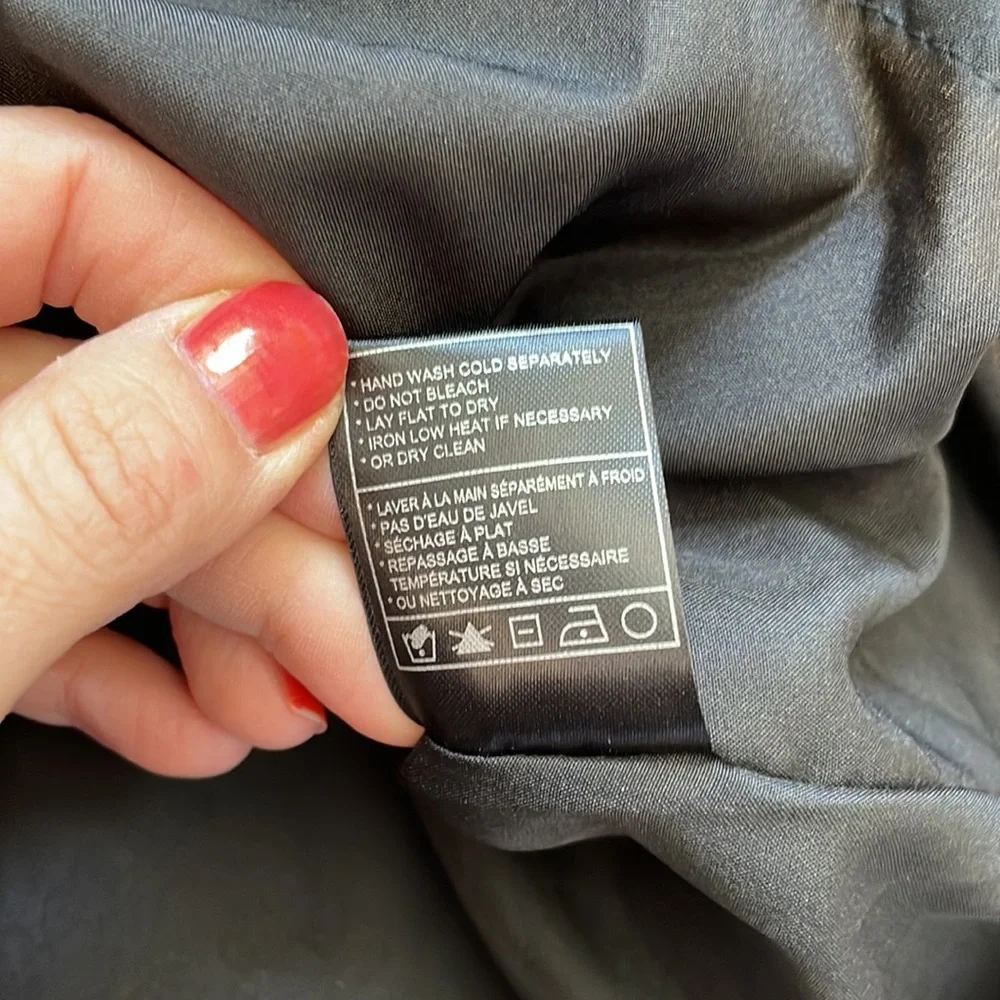 • HAND WASH COLD SEPARATELY
• DO NOT BLEACH
• LAY FLAT TO DRY
• IRON LOW HEAT IF NECESSARY
• OR DRY CLEAN
• LAVER À LA MAIN SÉPARÉMENT À FROID
• PAS D'EAU DE JAVEL
• SÉCHAGE À PLAT
• REPASSAGE À BASSE
TEMPÉRATURE SI NÉCESSAIRE
• OU NETTOYAGE À SEC